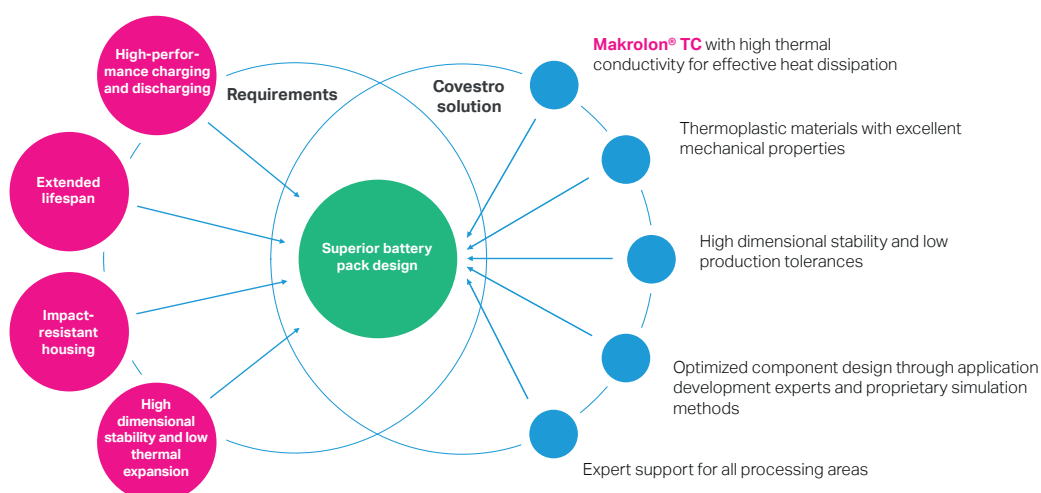 High-perfor-
mance charging
and discharging
Extended
lifespan
Impact-
resistant
housing
High
dimensional
stability and low
thermal
expansion
Requirements
Superior battery
pack design
Covestro
solution
Makrolon® TC with high thermal
conductivity for effective heat dissipation
Thermoplastic materials with excellent
mechanical properties
High dimensional stability and low
production tolerances
Optimized component design through application
development experts and proprietary simulation
methods
Expert support for all processing areas